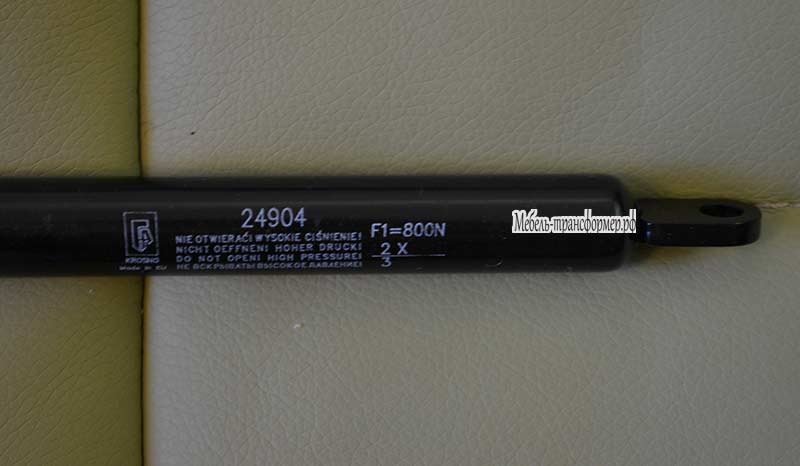 24904
NIE OTWIERAĆ! WYSOKIE CIŚNIENIE!
NICHT OEFFNEN! HOHER DRUCK!
DO NOT OPEN! HIGH PRESSURE!
НЕ ВСКРЫВАТЬ! ВЫСОКОЕ ДАВЛЕНИЕ!
KROSNO
Made in EU
F1=800N
2 X
3
Мебель-трансформер.рф